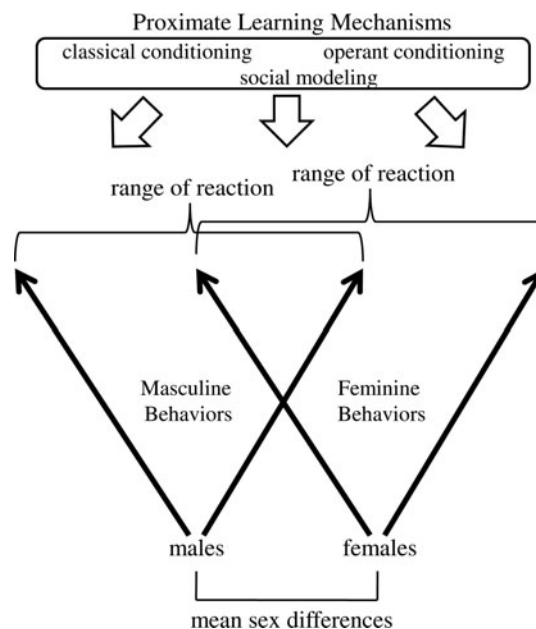 Proximate Learning Mechanisms
classical conditioning operant conditioning
social modeling
range of reaction
range of reaction
Masculine Behaviors
Feminine Behaviors
males females
mean sex differences